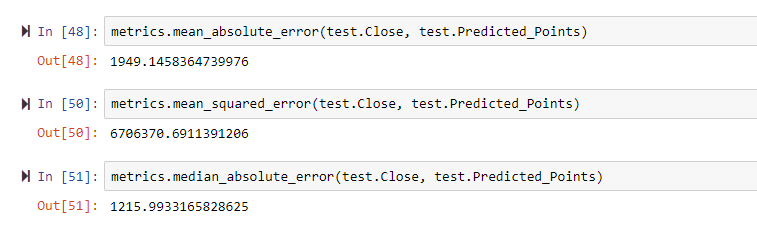 In [48]: metrics.mean_absolute_error(test.Close, test.Predicted_Points)
Out[48]: 1949.1458364739976
In [50]: metrics.mean_squared_error(test.Close, test.Predicted_Points)
Out[50]: 6706370.6911391206
In [51]: metrics.median_absolute_error(test.Close, test.Predicted_Points)
Out[51]: 1215.9933165828625